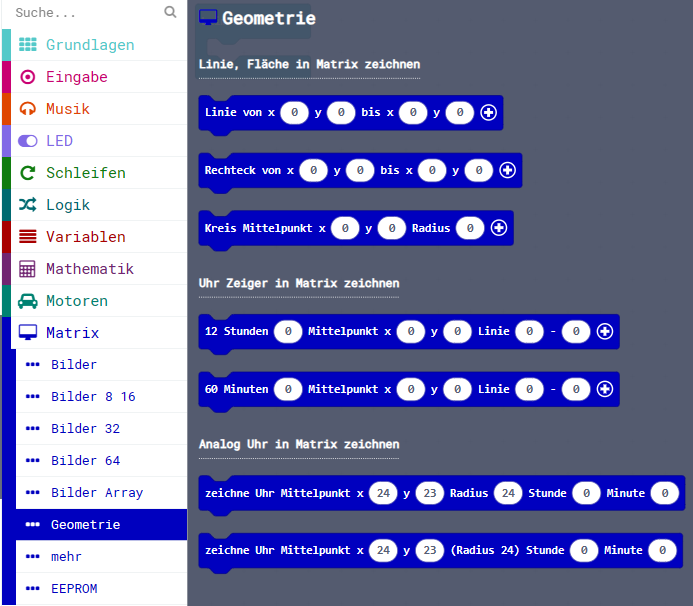 Suche...
Grundlagen
Eingabe
Musik
LED
Schleifen
Logik
Variablen
Mathematik
Motoren
Matrix
Bilder
Bilder 8 16
Bilder 32
Bilder 64
Bilder Array
Geometrie
mehr
EEPROM
Geometrie
Linie, Fläche in Matrix zeichnen
Linie von x 0 y 0 bis x 0 y 0
Rechteck von x 0 y 0 bis x 0 y 0
Kreis Mittelpunkt x 0 y 0 Radius 0
Uhr Zeiger in Matrix zeichnen
12 Stunden 0 Mittelpunkt x 0 y 0 Linie 0 - 0
60 Minuten 0 Mittelpunkt x 0 y 0 Linie 0 - 0
Analog Uhr in Matrix zeichnen
zeichne Uhr Mittelpunkt x 24 y 23 Radius 24 Stunde 0 Minute 0
zeichne Uhr Mittelpunkt x 24 y 23 (Radius 24) Stunde 0 Minute 0